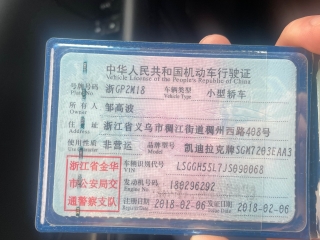 中华人民共和国机动车行驶证
Vehicle License of the People's Republic of China
号牌号码 浙GP2M18 车辆类型 小型轿车
Plate No. Vehicle Type
所有人 邹高波
Owner
住址 浙江省义乌市稠江街道稠州西路408号
Address
使用性质 非营运 品牌型号 凯迪拉克牌SGM7203EAA3
浙江省金华 车辆识别代号 LSGGH55L7JS090068
VIN
市公安局交 发动机号码 180296292
通警察支队 注册日期 2018-02-06 发证日期 2018-02-06